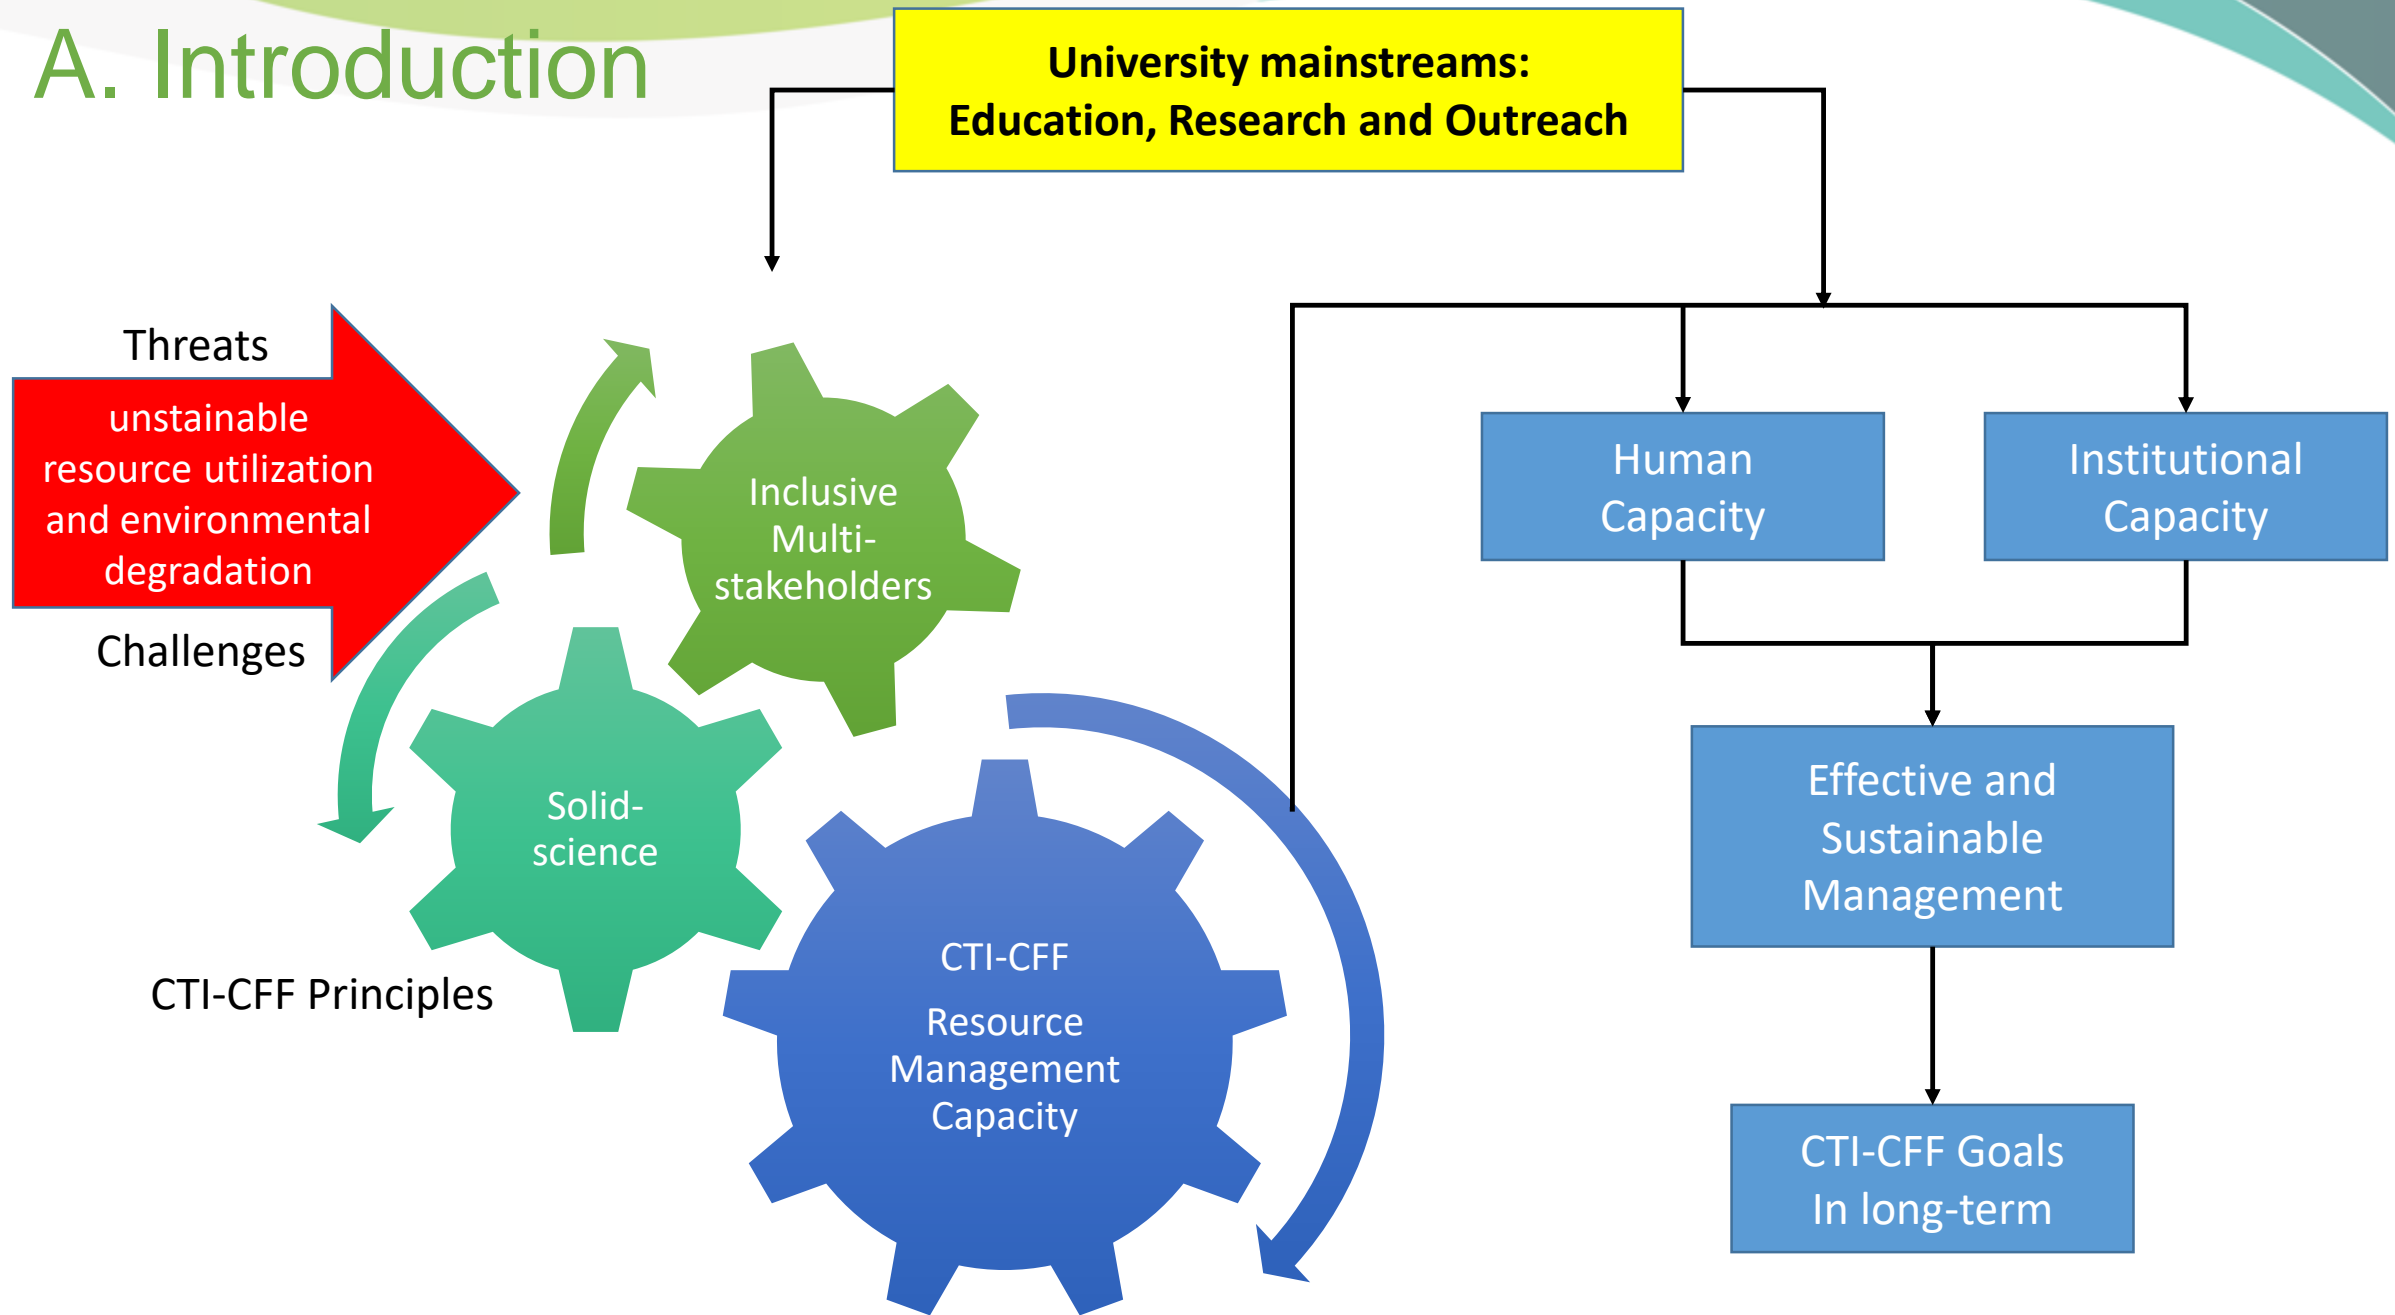 A. Introduction
University mainstreams:
Education, Research and Outreach
Threats
unstainable
resource utilization
and environmental
degradation
Challenges
Inclusive
Multi-
stakeholders
Solid-
science
CTI-CFF Principles
CTI-CFF
Resource
Management
Capacity
Human
Capacity
Institutional
Capacity
Effective and
Sustainable
Management
CTI-CFF Goals
In long-term